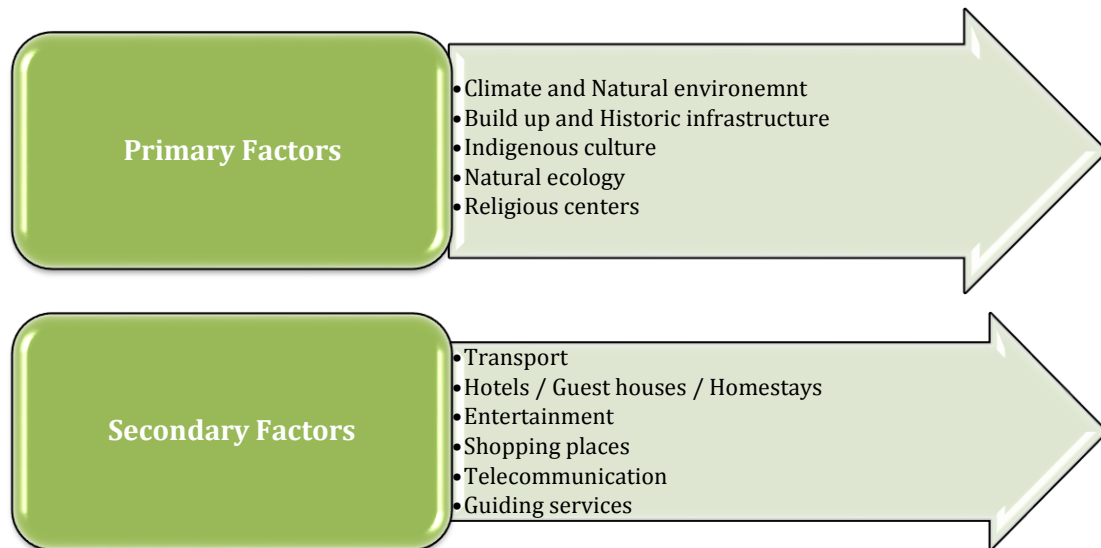 Primary Factors
•Climate and Natural environemnt
•Build up and Historic infrastructure
•Indigenous culture
•Natural ecology
•Religious centers
Secondary Factors
•Transport
•Hotels / Guest houses / Homestays
•Entertainment
•Shopping places
•Telecommunication
•Guiding services